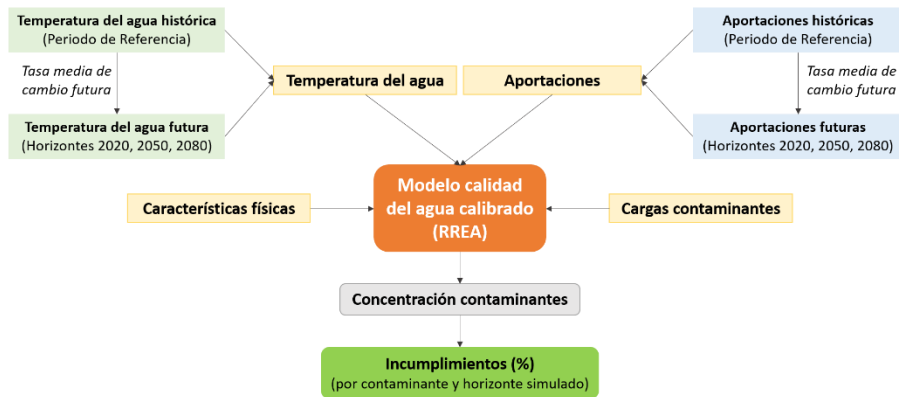 Temperatura del agua histórica
(Periodo de Referencia)
Aportaciones históricas
(Periodo de Referencia)
Tasa media de
cambio futura
Temperatura del agua
Aportaciones
Tasa media de
cambio futura
Temperatura del agua futura
(Horizontes 2020, 2050, 2080)
Aportaciones futuras
(Horizontes 2020, 2050, 2080)
Características físicas
Modelo calidad
del agua calibrado
(RREA)
Cargas contaminantes
Concentración contaminantes
Incumplimientos (%)
(por contaminante y horizonte simulado)